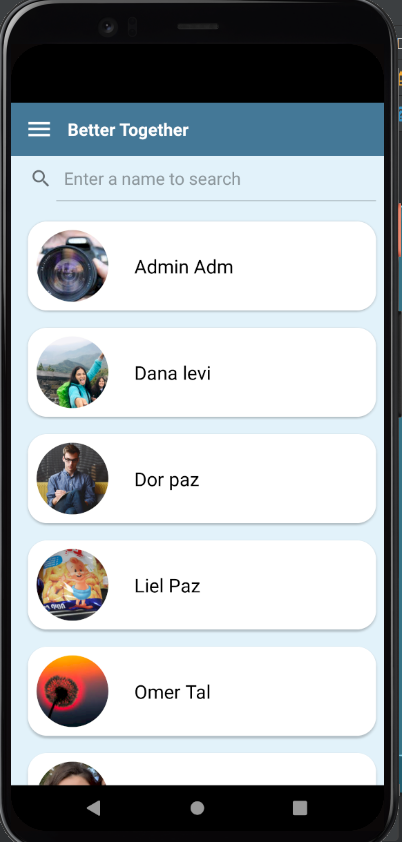 Better Together
Enter a name to search
Admin Adm
Dana levi
Dor paz
Liel Paz
Omer Tal